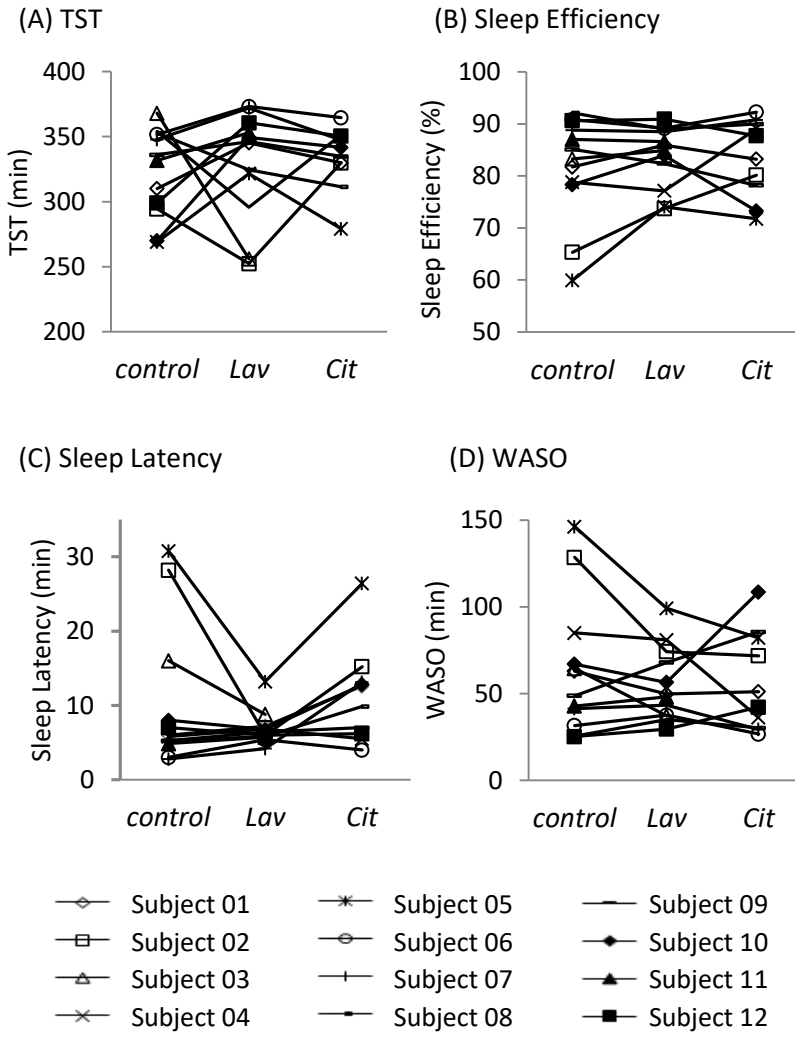 (A) TST
(B) Sleep Efficiency
400
350
300
250
200
TST (min)
control Lav Cit
100
90
80
70
60
50
Sleep Efficiency (%)
control Lav Cit
(C) Sleep Latency
(D) WASO
30
20
10
0
Sleep Latency (min)
control Lav Cit
150
100
50
0
WASO (min)
control Lav Cit
Subject 01
Subject 02
Subject 03
Subject 04
Subject 05
Subject 06
Subject 07
Subject 08
Subject 09
Subject 10
Subject 11
Subject 12